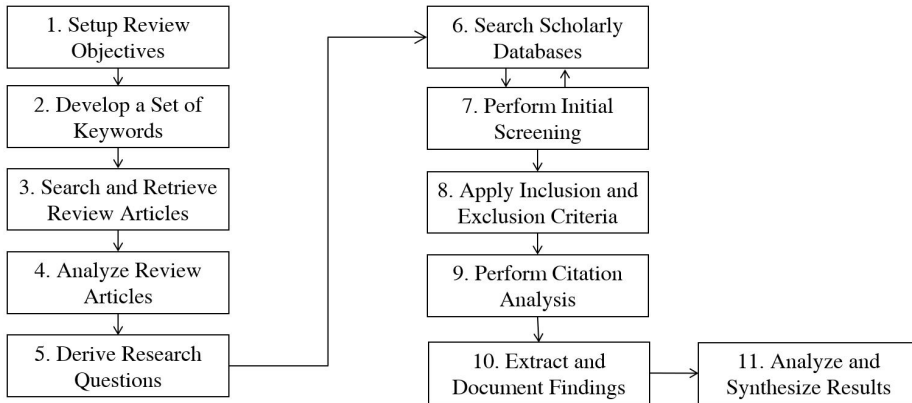 1. Setup Review
Objectives
2. Develop a Set of
Keywords
3. Search and Retrieve
Review Articles
4. Analyze Review
Articles
5. Derive Research
Questions
6. Search Scholarly
Databases
7. Perform Initial
Screening
8. Apply Inclusion and
Exclusion Criteria
9. Perform Citation
Analysis
10. Extract and
Document Findings
11. Analyze and
Synthesize Results